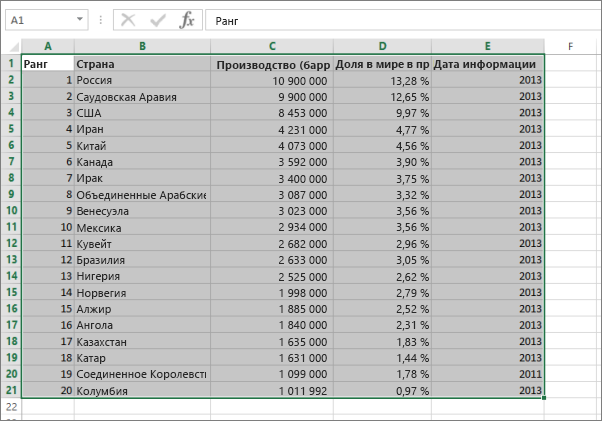 A1 fx Ранг
A B C D E F
1 Ранг Страна Производство (барр Доля в мире в пр Дата информации
2 1 Россия 10 900 000 13,28 % 2013
3 2 Саудовская Аравия 9 900 000 12,65 % 2013
4 3 США 8 453 000 9,97 % 2013
5 4 Иран 4 231 000 4,77 % 2013
6 5 Китай 4 073 000 4,56 % 2013
7 6 Канада 3 592 000 3,90 % 2013
8 7 Ирак 3 400 000 3,75 % 2013
9 8 Объединенные Арабские 3 087 000 3,32 % 2013
10 9 Венесуэла 3 023 000 3,56 % 2013
11 10 Мексика 2 934 000 3,56 % 2013
12 11 Кувейт 2 682 000 2,96 % 2013
13 12 Бразилия 2 633 000 3,05 % 2013
14 13 Нигерия 2 525 000 2,62 % 2013
15 14 Норвегия 1 998 000 2,79 % 2013
16 15 Алжир 1 885 000 2,52 % 2013
17 16 Ангола 1 840 000 2,31 % 2013
18 17 Казахстан 1 635 000 1,83 % 2013
19 18 Катар 1 631 000 1,44 % 2013
20 19 Соединенное Королевсти 1 099 000 1,78 % 2011
21 20 Колумбия 1 011 992 0,97 % 2013
22